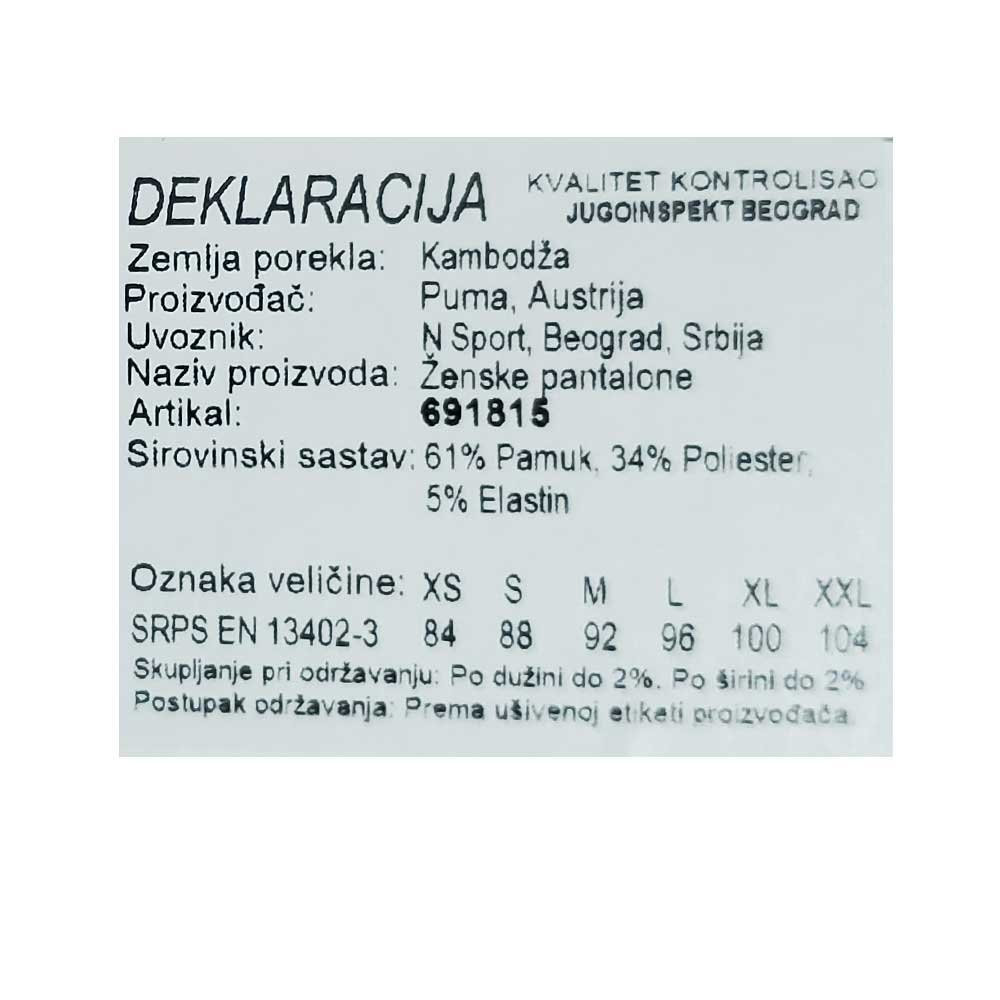 DEKLARACIJA
KVALITET KONTROLISAO
JUGOINSPEKT BEOGRAD
Zemlja porekla: Kambodža
Proizvođač: Puma, Austrija
Uvoznik: N Sport, Beograd, Srbija
Naziv proizvoda: Ženske pantalone
Artikal: 691815
Sirovinski sastav: 61% Pamuk, 34% Poliester,
5% Elastin
Oznaka veličine: XS S M L XL XXL
SRPS EN 13402-3 84 88 92 96 100 104
Skupljanje pri održavanju: Po dužini do 2%. Po širini do 2%
Postupak održavanja: Prema ušivenoj etiketi proizvođača